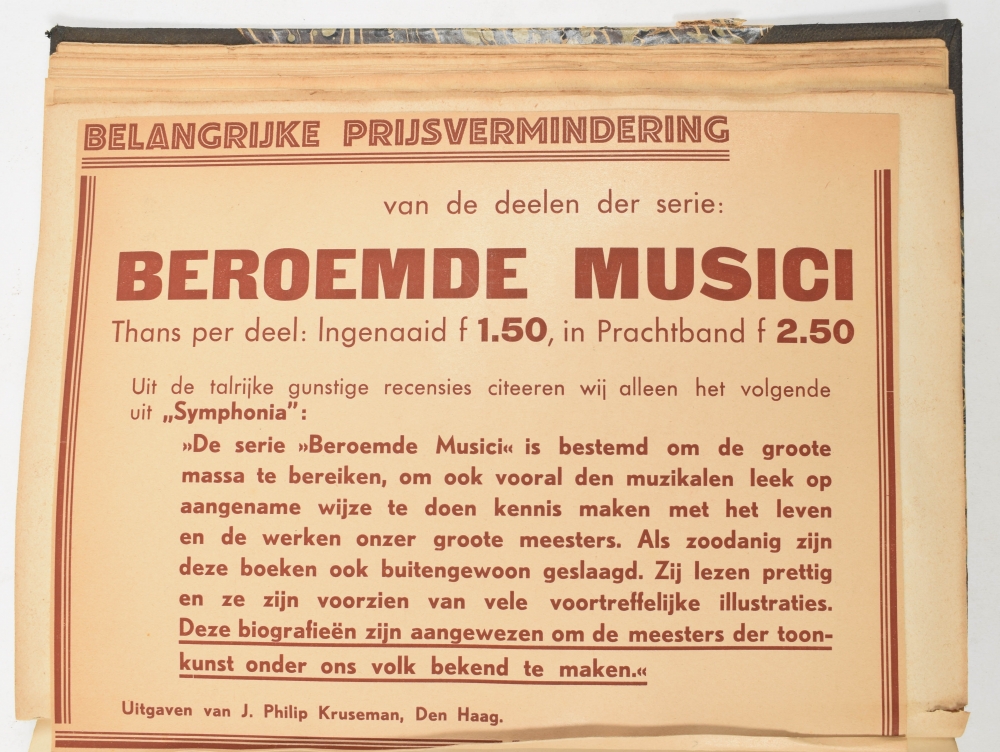 BELANGRIJKE PRIJSVERMINDERING
van de deelen der serie:
BEROEMDE MUSICI
Thans per deel: Ingenaaid f 1.50, in Prachtband f 2.50
Uit de talrijke gunstige recensies citeeren wij alleen het volgende
uit „Symphonia”:
»De serie »Beroemde Musici« is bestemd om de groote
massa te bereiken, om ook vooral den muzikalen leek op
aangename wijze te doen kennis maken met het leven
en de werken onzer groote meesters. Als zoodanig zijn
deze boeken ook buitengewoon geslaagd. Zij lezen prettig
en ze zijn voorzien van vele voortreffelijke illustraties.
Deze biografieën zijn aangewezen om de meesters der toon-
kunst onder ons volk bekend te maken.«
Uitgaven van J. Philip Kruseman, Den Haag.